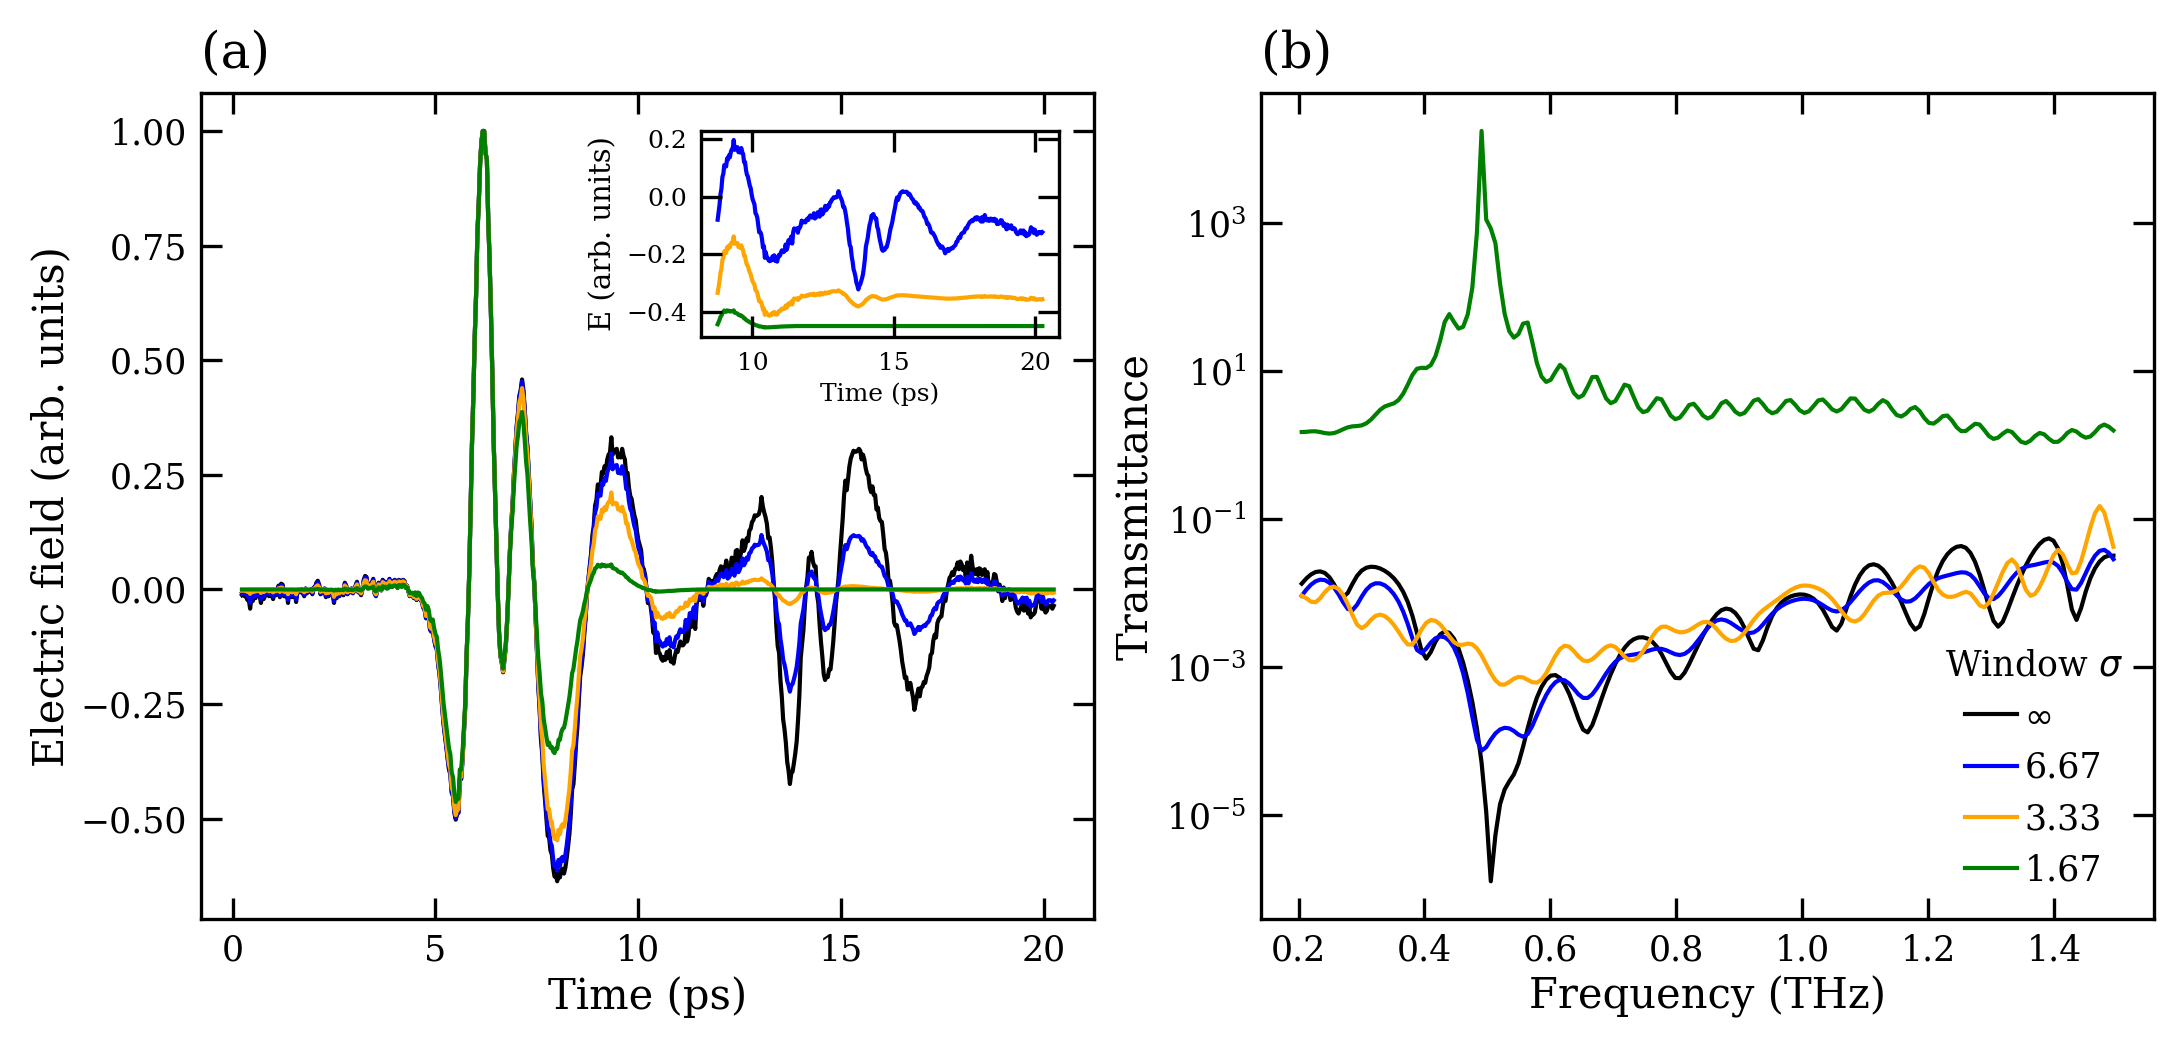 (a)
Electric field (arb. units)
1.00
0.75
0.50
0.25
0.00
−0.25
−0.50
0 5 10 15 20
Time (ps)
E (arb. units)
0.2
0.0
−0.2
−0.4
10 15 20
Time (ps)
(b)
Transmittance
10³
10¹
10⁻¹
10⁻³
10⁻⁵
Window σ
∞
6.67
3.33
1.67
0.2 0.4 0.6 0.8 1.0 1.2 1.4
Frequency (THz)